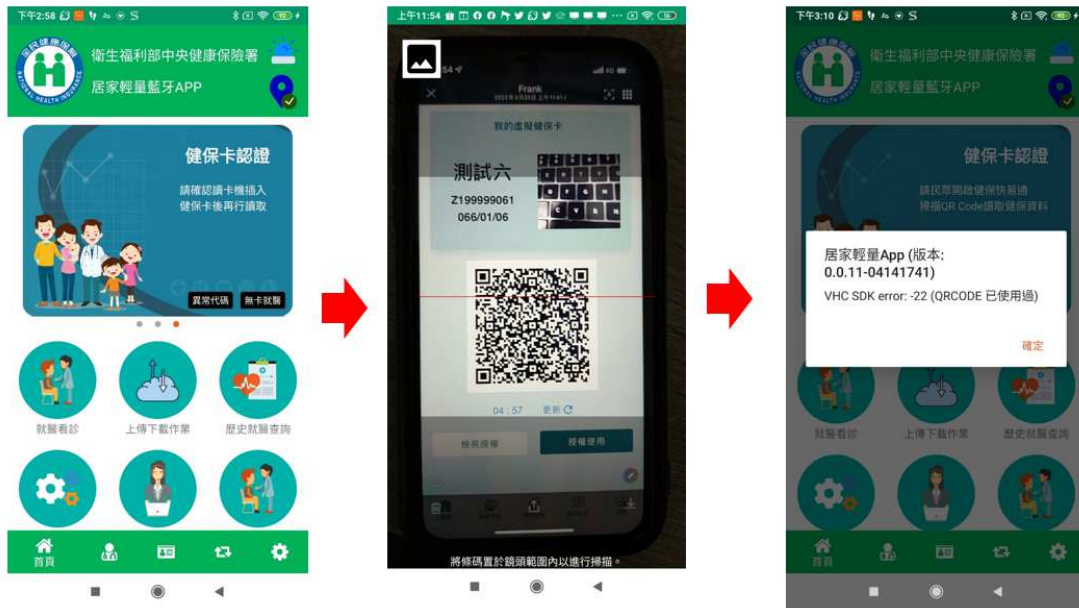 下午2:58
全民健康保險
NATIONAL HEALTH INSURANCE
衛生福利部中央健康保險署
居家輕量藍牙APP
健保卡認證
請確認讀卡機插入
健保卡後再行讀取
異常代碼
無卡就醫
就醫看診
上傳下載作業
歷史就醫查詢
首頁
上午11:54
54
4G
Frank
我的虛擬健保卡
測試六
Z199999061
066/01/06
04 : 57
更新
檢視授權
授權使用
將條碼置於鏡頭範圍內以進行掃描。
下午3:10
衛生福利部中央健康保險署
居家輕量藍牙APP
健保卡認證
請民眾開啟健保快易通
掃描QR Code讀取健保資料
居家輕量App (版本:
0.0.11-04141741)
VHC SDK error: -22 (QRCODE 已使用過)
確定
就醫看診
上傳下載作業
歷史就醫查詢
首頁